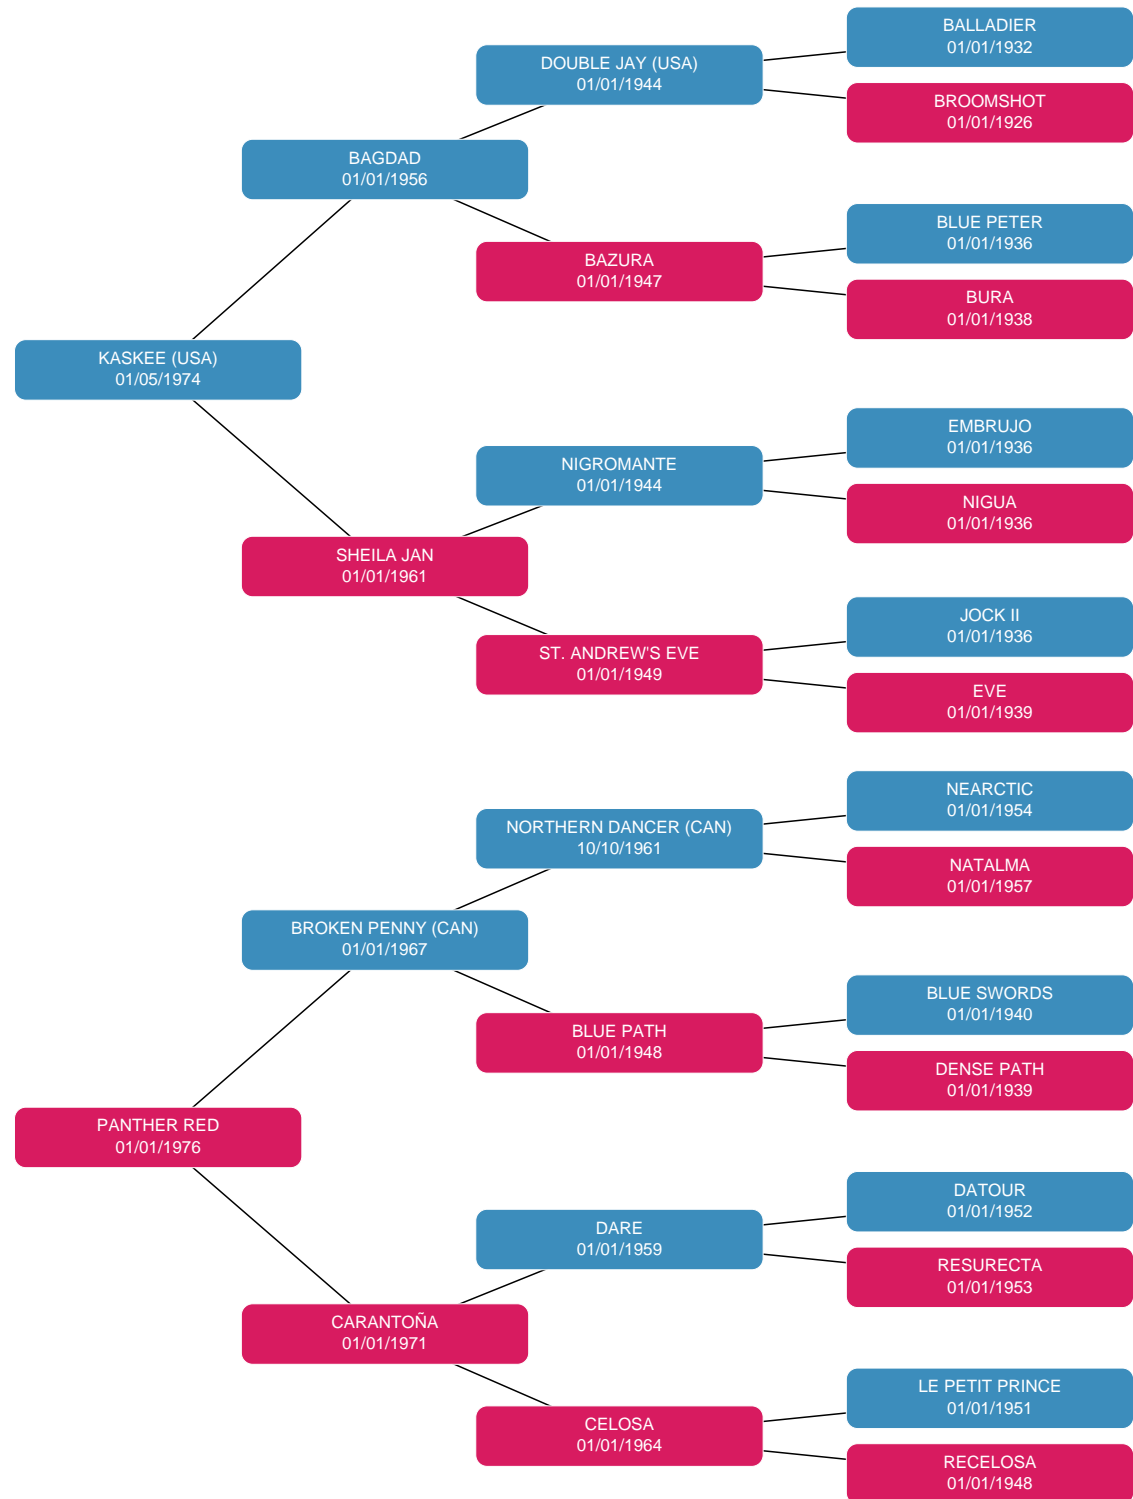 BALLADIER
01/01/1932
DOUBLE JAY (USA)
01/01/1944
BROOMSHOT
01/01/1926
BAGDAD
01/01/1956
BLUE PETER
01/01/1936
BAZURA
01/01/1947
BURA
01/01/1938
KASKEE (USA)
01/05/1974
EMBRUJO
01/01/1936
NIGROMANTE
01/01/1944
NIGUA
01/01/1936
SHEILA JAN
01/01/1961
JOCK II
01/01/1936
ST. ANDREW'S EVE
01/01/1949
EVE
01/01/1939
NEARCTIC
01/01/1954
NORTHERN DANCER (CAN)
10/10/1961
NATALMA
01/01/1957
BROKEN PENNY (CAN)
01/01/1967
BLUE SWORDS
01/01/1940
BLUE PATH
01/01/1948
DENSE PATH
01/01/1939
PANTHER RED
01/01/1976
DATOUR
01/01/1952
DARE
01/01/1959
RESURECTA
01/01/1953
CARANTOÑA
01/01/1971
LE PETIT PRINCE
01/01/1951
CELOSA
01/01/1964
RECELOSA
01/01/1948